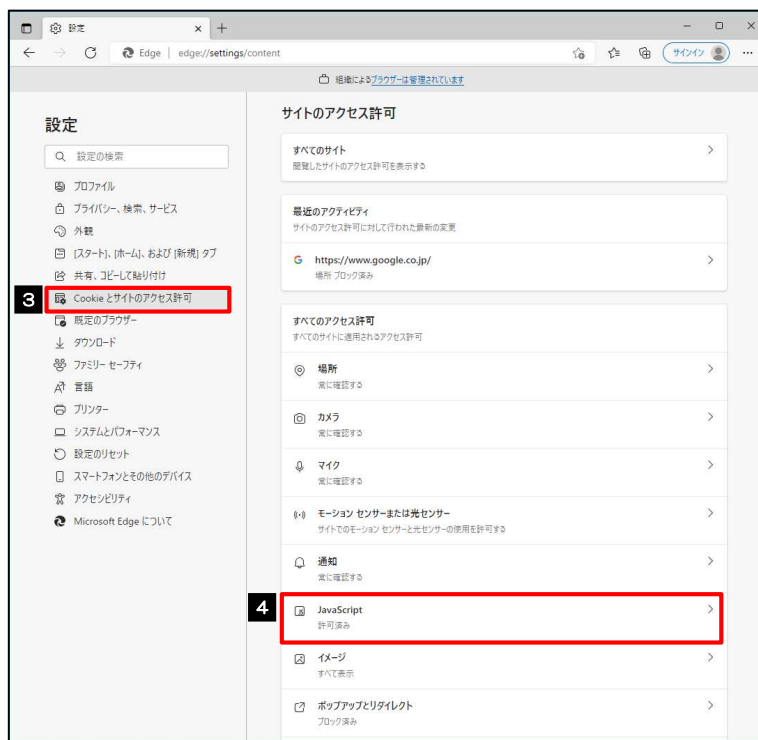 設定
Edge
edge://settings/content
サインイン
組織によるブラウザーは管理されています
設定
設定の検索
プロファイル
プライバシー、検索、サービス
外観
[スタート]、[ホーム]、および [新規] タブ
共有、コピーして貼り付け
3
Cookie とサイトのアクセス許可
既定のブラウザー
ダウンロード
ファミリー セーフティ
言語
プリンター
システムとパフォーマンス
設定のリセット
スマートフォンとその他のデバイス
アクセシビリティ
Microsoft Edge について
サイトのアクセス許可
すべてのサイト
閲覧したサイトのアクセス許可を表示する
最近のアクティビティ
サイトのアクセス許可に対して行われた最新の変更
https://www.google.co.jp/
場所 ブロック済み
すべてのアクセス許可
すべてのサイトに適用されるアクセス許可
場所
常に確認する
カメラ
常に確認する
マイク
常に確認する
モーション センサーまたは光センサー
サイトでのモーション センサーと光センサーの使用を許可する
通知
常に確認する
4
JavaScript
許可済み
イメージ
すべて表示
ポップアップとリダイレクト
ブロック済み